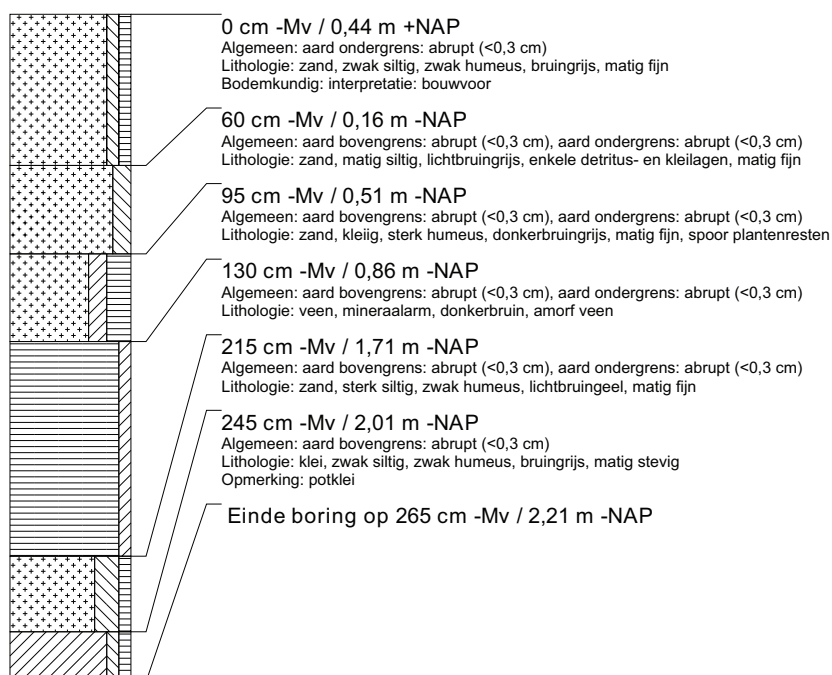 0 cm -Mv / 0,44 m +NAP
Algemeen: aard ondergrens: abrupt (<0,3 cm)
Lithologie: zand, zwak siltig, zwak humeus, bruingrijs, matig fijn
Bodemkundig: interpretatie: bouwvoor
60 cm -Mv / 0,16 m -NAP
Algemeen: aard bovengrens: abrupt (<0,3 cm), aard ondergrens: abrupt (<0,3 cm)
Lithologie: zand, matig siltig, lichtbruingrijs, enkele detritus- en kleilagen, matig fijn
95 cm -Mv / 0,51 m -NAP
Algemeen: aard bovengrens: abrupt (<0,3 cm), aard ondergrens: abrupt (<0,3 cm)
Lithologie: zand, kleiig, sterk humeus, donkerbruingrijs, matig fijn, spoor plantenresten
130 cm -Mv / 0,86 m -NAP
Algemeen: aard bovengrens: abrupt (<0,3 cm), aard ondergrens: abrupt (<0,3 cm)
Lithologie: veen, mineraalarm, donkerbruin, amorf veen
215 cm -Mv / 1,71 m -NAP
Algemeen: aard bovengrens: abrupt (<0,3 cm), aard ondergrens: abrupt (<0,3 cm)
Lithologie: zand, sterk siltig, zwak humeus, lichtbruingeel, matig fijn
245 cm -Mv / 2,01 m -NAP
Algemeen: aard bovengrens: abrupt (<0,3 cm)
Lithologie: klei, zwak siltig, zwak humeus, bruingrijs, matig stevig
Opmerking: potklei
Einde boring op 265 cm -Mv / 2,21 m -NAP